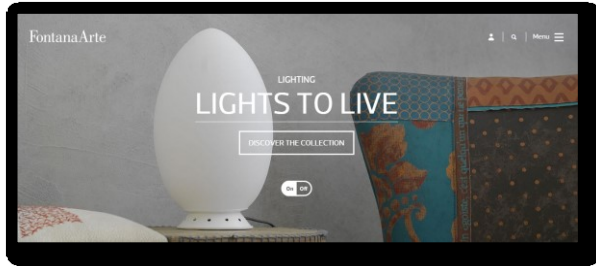 FontanaArte
Menu
LIGHTING
LIGHTS TO LIVE
DISCOVER THE COLLECTION
On Off